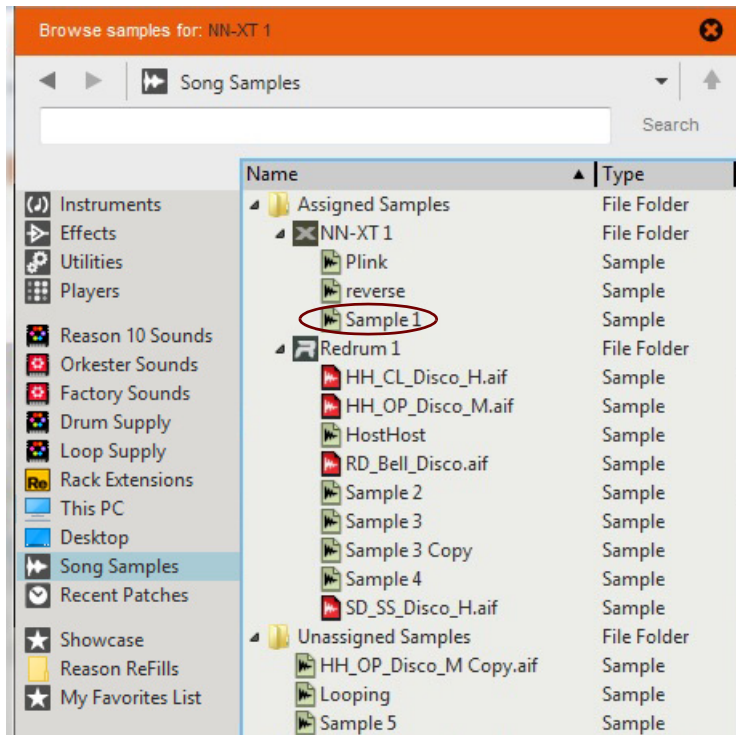 Browse samples for: NN-XT 1
Song Samples
Search
Name Type
Instruments
Effects
Utilities
Players
Reason 10 Sounds
Orkester Sounds
Factory Sounds
Drum Supply
Loop Supply
Re Rack Extensions
This PC
Desktop
Song Samples
Recent Patches
Showcase
Reason ReFills
My Favorites List
Assigned Samples File Folder
NN-XT 1 File Folder
Plink Sample
reverse Sample
Sample 1 Sample
Redrum 1 File Folder
HH_CL_Disco_H.aif Sample
HH_OP_Disco_M.aif Sample
HostHost Sample
RD_Bell_Disco.aif Sample
Sample 2 Sample
Sample 3 Sample
Sample 3 Copy Sample
Sample 4 Sample
SD_SS_Disco_H.aif Sample
Unassigned Samples File Folder
HH_OP_Disco_M Copy.aif Sample
Looping Sample
Sample 5 Sample